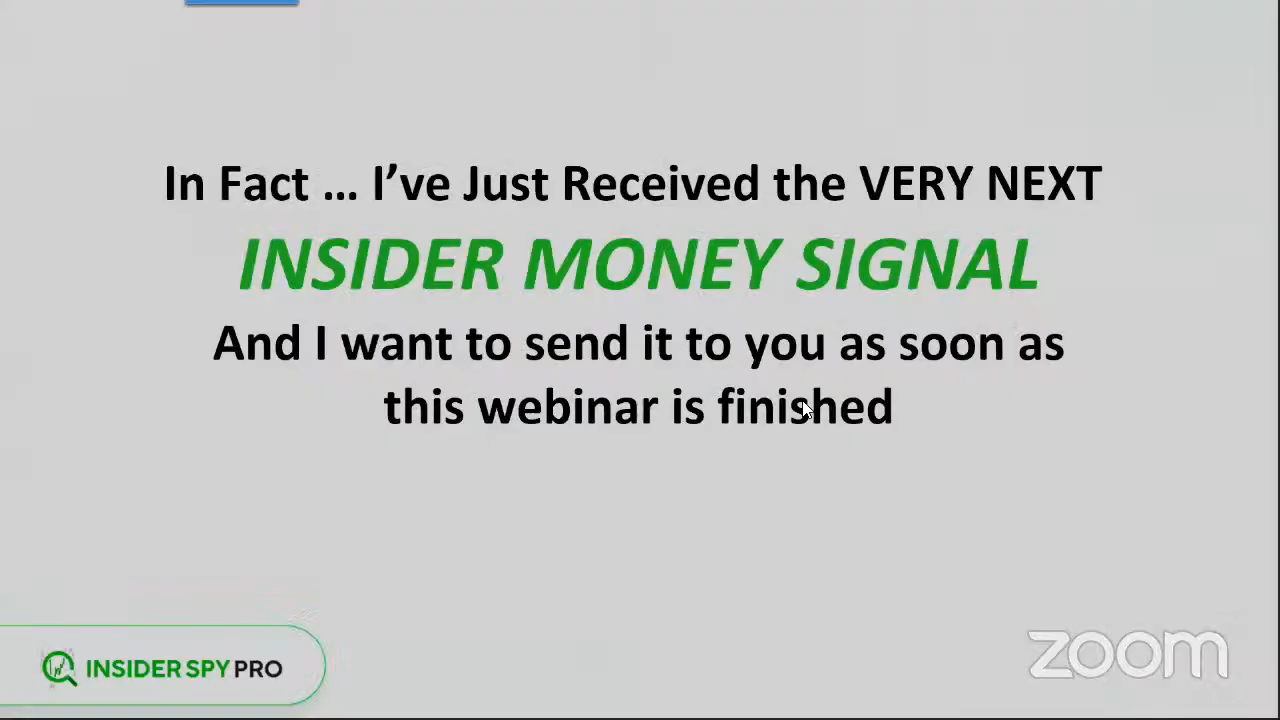 In Fact ... I’ve Just Received the VERY NEXT
INSIDER MONEY SIGNAL
And I want to send it to you as soon as
this webinar is finished
INSIDER SPY PRO
zoom